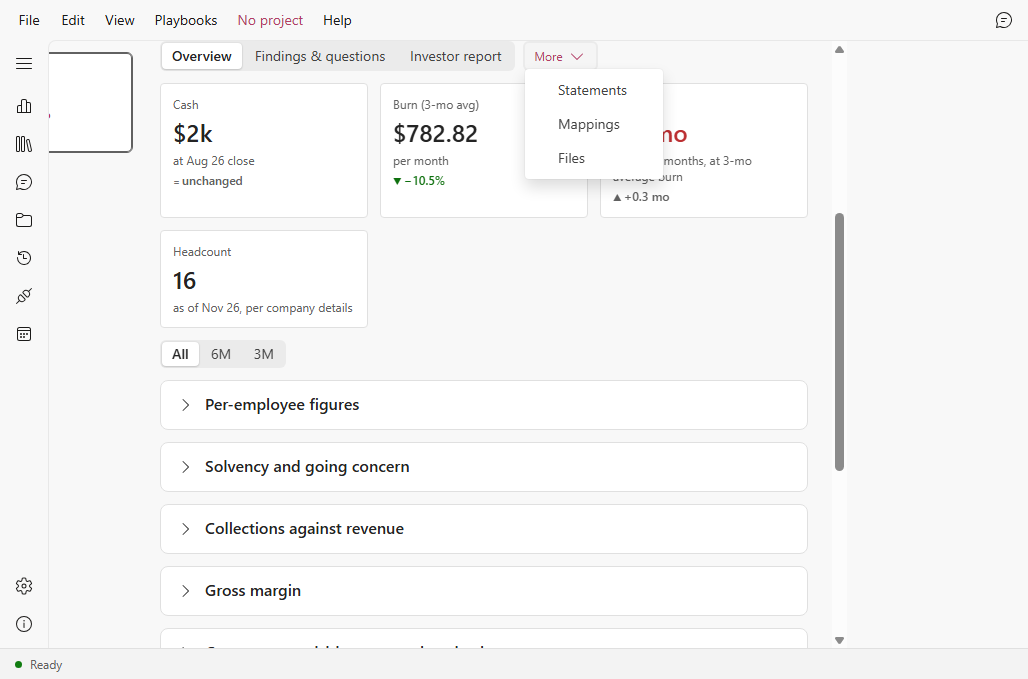 File Edit View Playbooks No project Help
Overview Findings & questions Investor report More
Statements
Mappings
Files
Cash
$2k
at Aug 26 close
= unchanged
Burn (3-mo avg)
$782.82
per month
▼ −10.5%
months, at 3-mo
average burn
▲ +0.3 mo
Headcount
16
as of Nov 26, per company details
All 6M 3M
Per-employee figures
Solvency and going concern
Collections against revenue
Gross margin
Ready